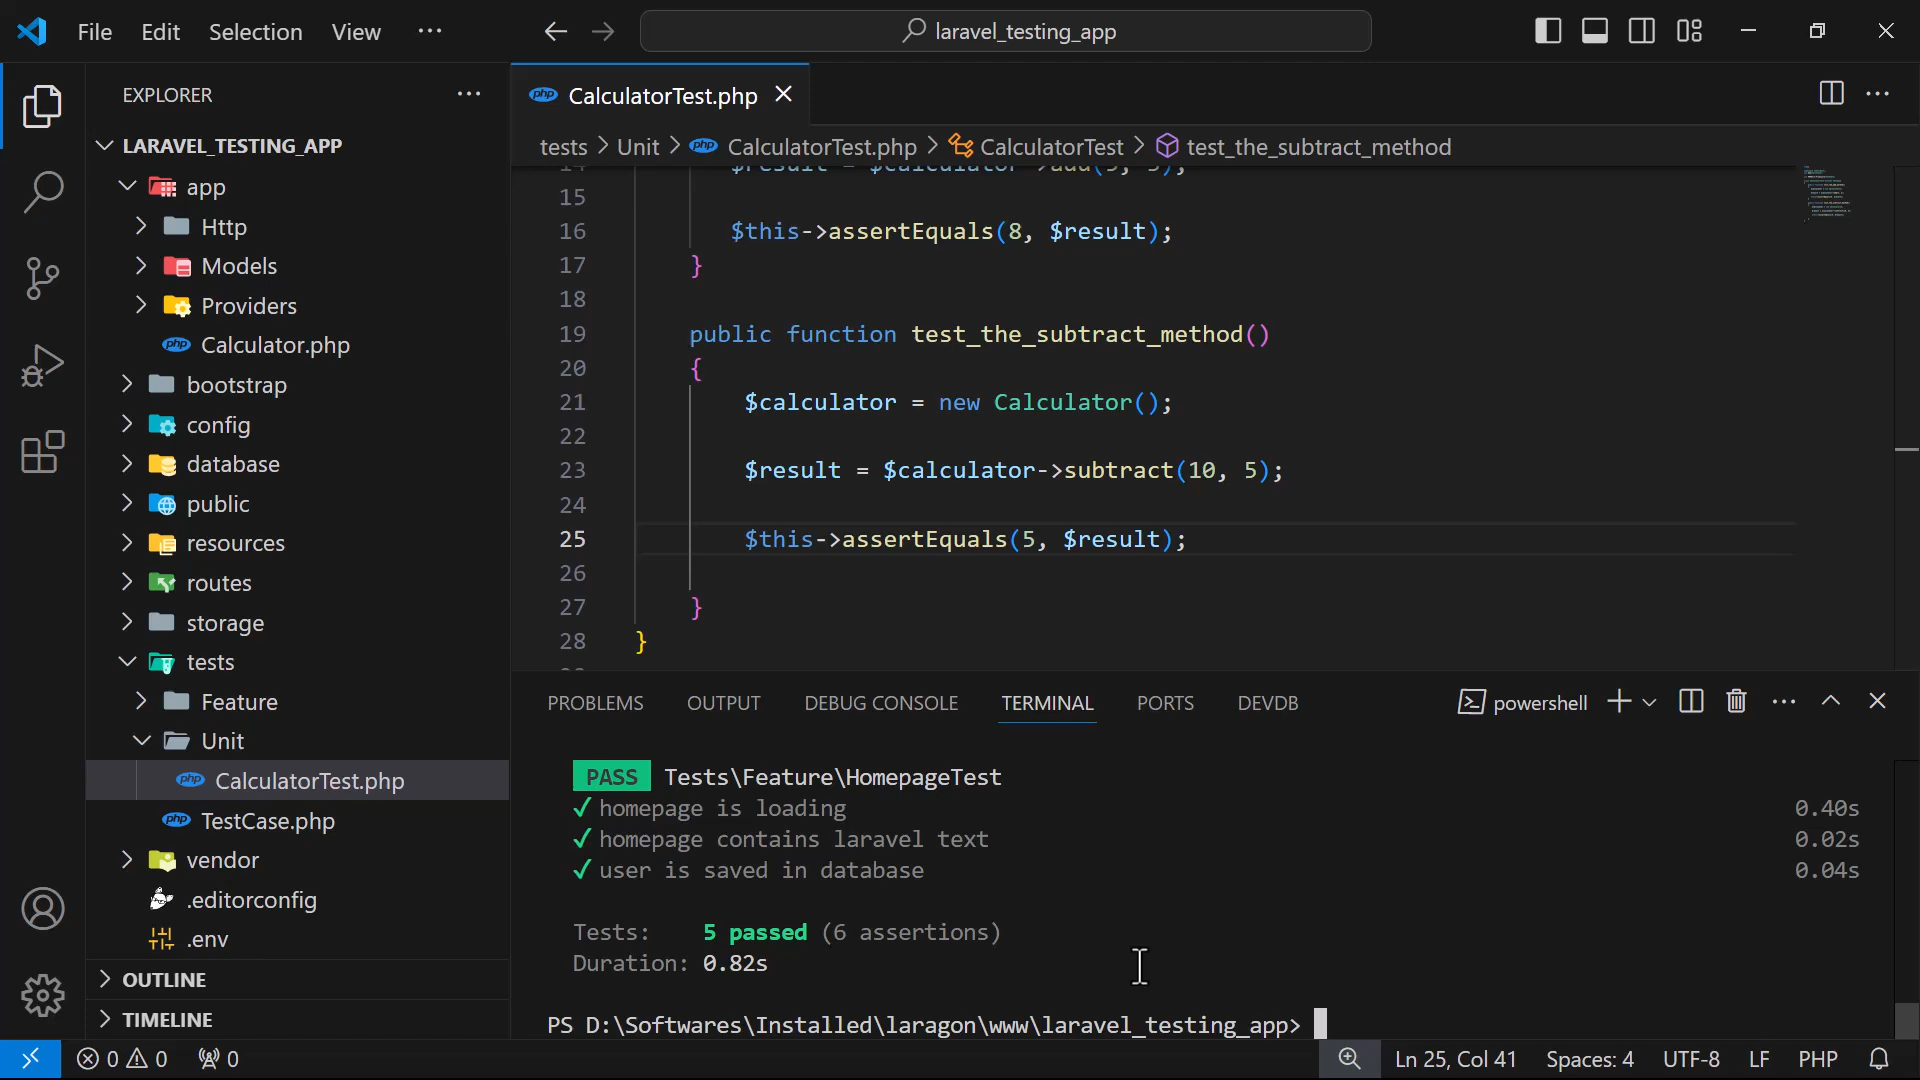 File Edit Selection View ··· laravel_testing_app
EXPLORER ···
LARAVEL_TESTING_APP
app
Http
Models
Providers
Calculator.php
bootstrap
config
database
public
resources
routes
storage
tests
Feature
Unit
CalculatorTest.php
TestCase.php
vendor
.editorconfig
.env
OUTLINE
TIMELINE
CalculatorTest.php
tests > Unit > CalculatorTest.php > CalculatorTest > test_the_subtract_method
15
16 $this->assertEquals(8, $result);
17 }
18
19 public function test_the_subtract_method()
20 {
21 $calculator = new Calculator();
22
23 $result = $calculator->subtract(10, 5);
24
25 $this->assertEquals(5, $result);
26
27 }
28 }
PROBLEMS OUTPUT DEBUG CONSOLE TERMINAL PORTS DEVDB powershell
PASS Tests\Feature\HomepageTest
✓ homepage is loading 0.40s
✓ homepage contains laravel text 0.02s
✓ user is saved in database 0.04s
Tests: 5 passed (6 assertions)
Duration: 0.82s
PS D:\Softwares\Installed\laragon\www\laravel_testing_app>
0 0 0 Ln 25, Col 41 Spaces: 4 UTF-8 LF PHP